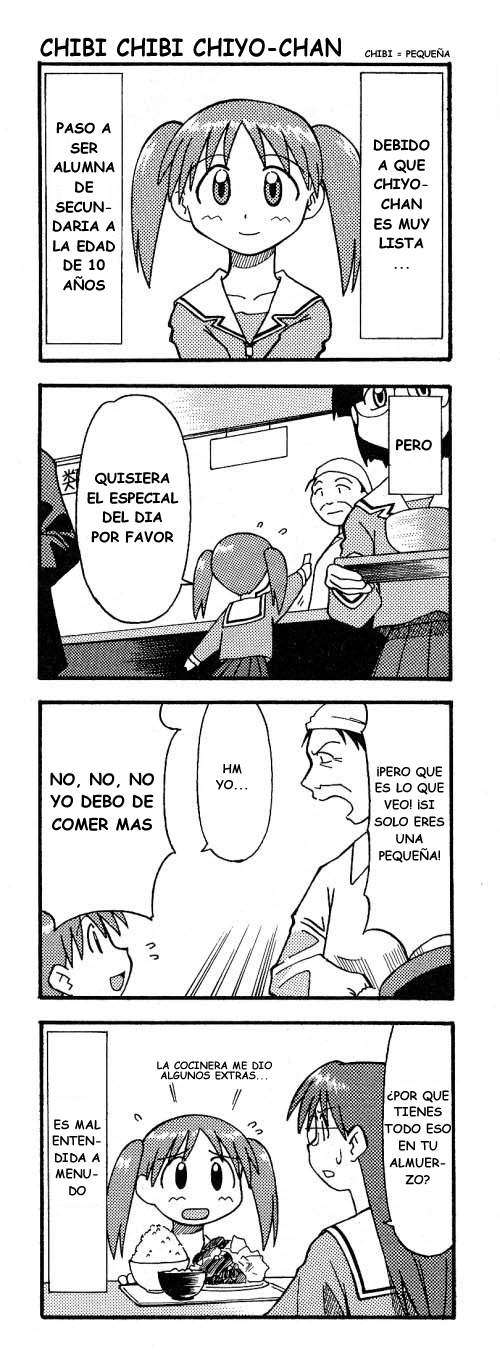 CHIBI CHIBI CHIYO-CHAN
CHIBI = PEQUEÑA
DEBIDO
A QUE
CHIYO-
CHAN
ES MUY
LISTA
...
PASO A
SER
ALUMNA
DE
SECUN-
DARIA A
LA EDAD
DE 10
AÑOS
PERO
QUISIERA
EL ESPECIAL
DEL DIA
POR FAVOR
¡PERO QUE
ES LO QUE
VEO! ¡SI
SOLO ERES
UNA
PEQUEÑA!
HM
YO...
NO, NO, NO
YO DEBO DE
COMER MAS
¿POR QUE
TIENES
TODO ESO
EN TU
ALMUER-
ZO?
LA COCINERA ME DIO
ALGUNOS EXTRAS...
ES MAL
ENTEN-
DIDA A
MENU-
DO